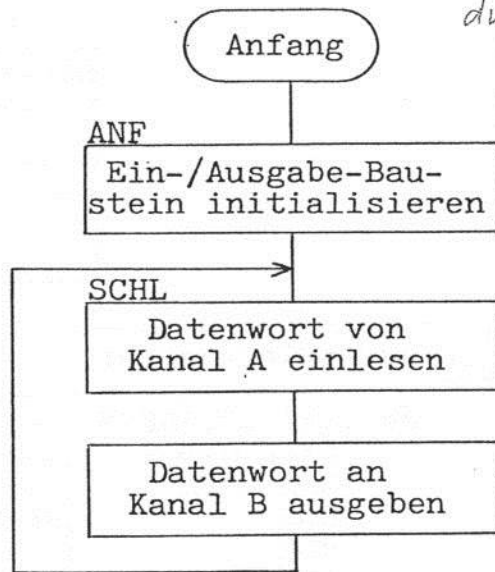 Anfang
ANF
Ein-/Ausgabe-Bau-
stein initialisieren
SCHL
Datenwort von
Kanal A einlesen
Datenwort an
Kanal B ausgeben